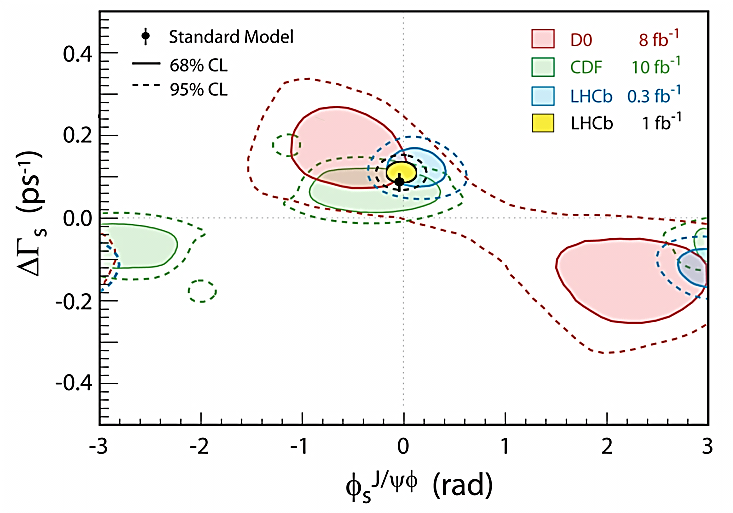 Standard Model
68% CL
95% CL
D0 8 fb⁻¹
CDF 10 fb⁻¹
LHCb 0.3 fb⁻¹
LHCb 1 fb⁻¹
0.4
0.2
0.0
-0.2
-0.4
ΔΓs (ps⁻¹)
-3 -2 -1 0 1 2 3
ϕs J/ψϕ (rad)